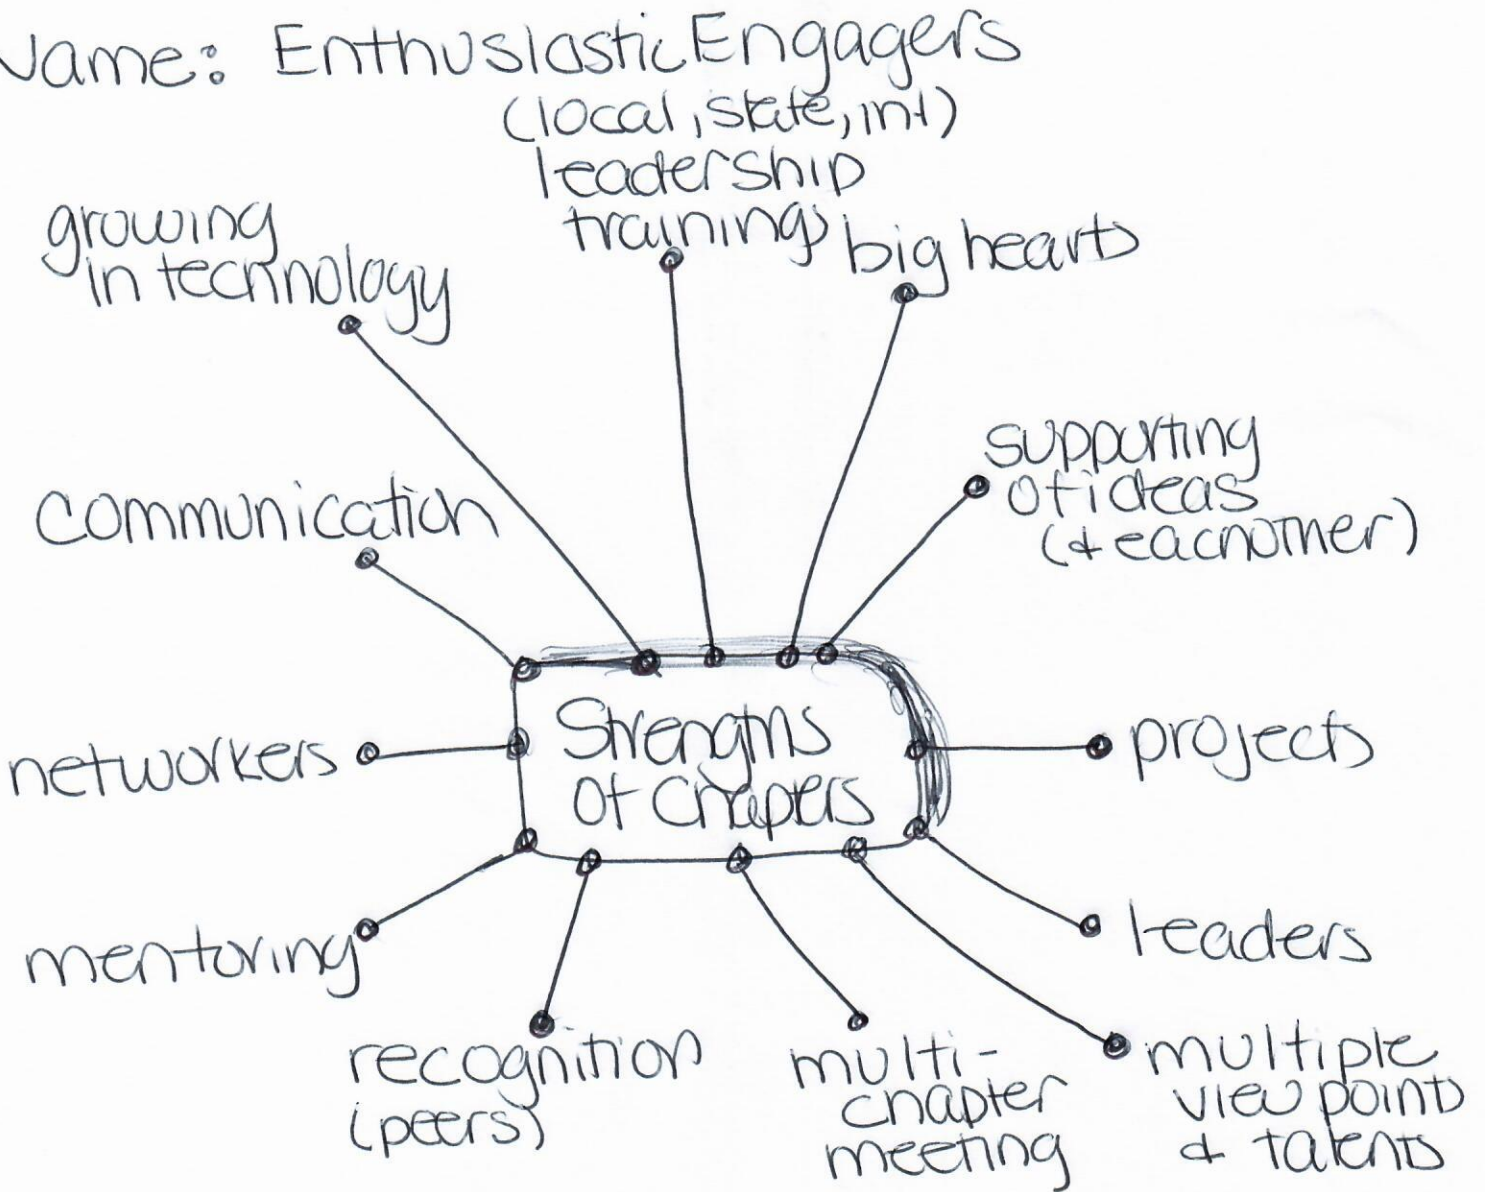 Name: Enthusiastic Engagers
(local, state, int)
leadership
trainings
growing
in technology
big hearts
supporting
of ideas
(& eachother)
communication
Strengths
of Chapters
networkers
projects
mentoring
leaders
recognition
(peers)
multi-
chapter
meeting
multiple
view points
& talents